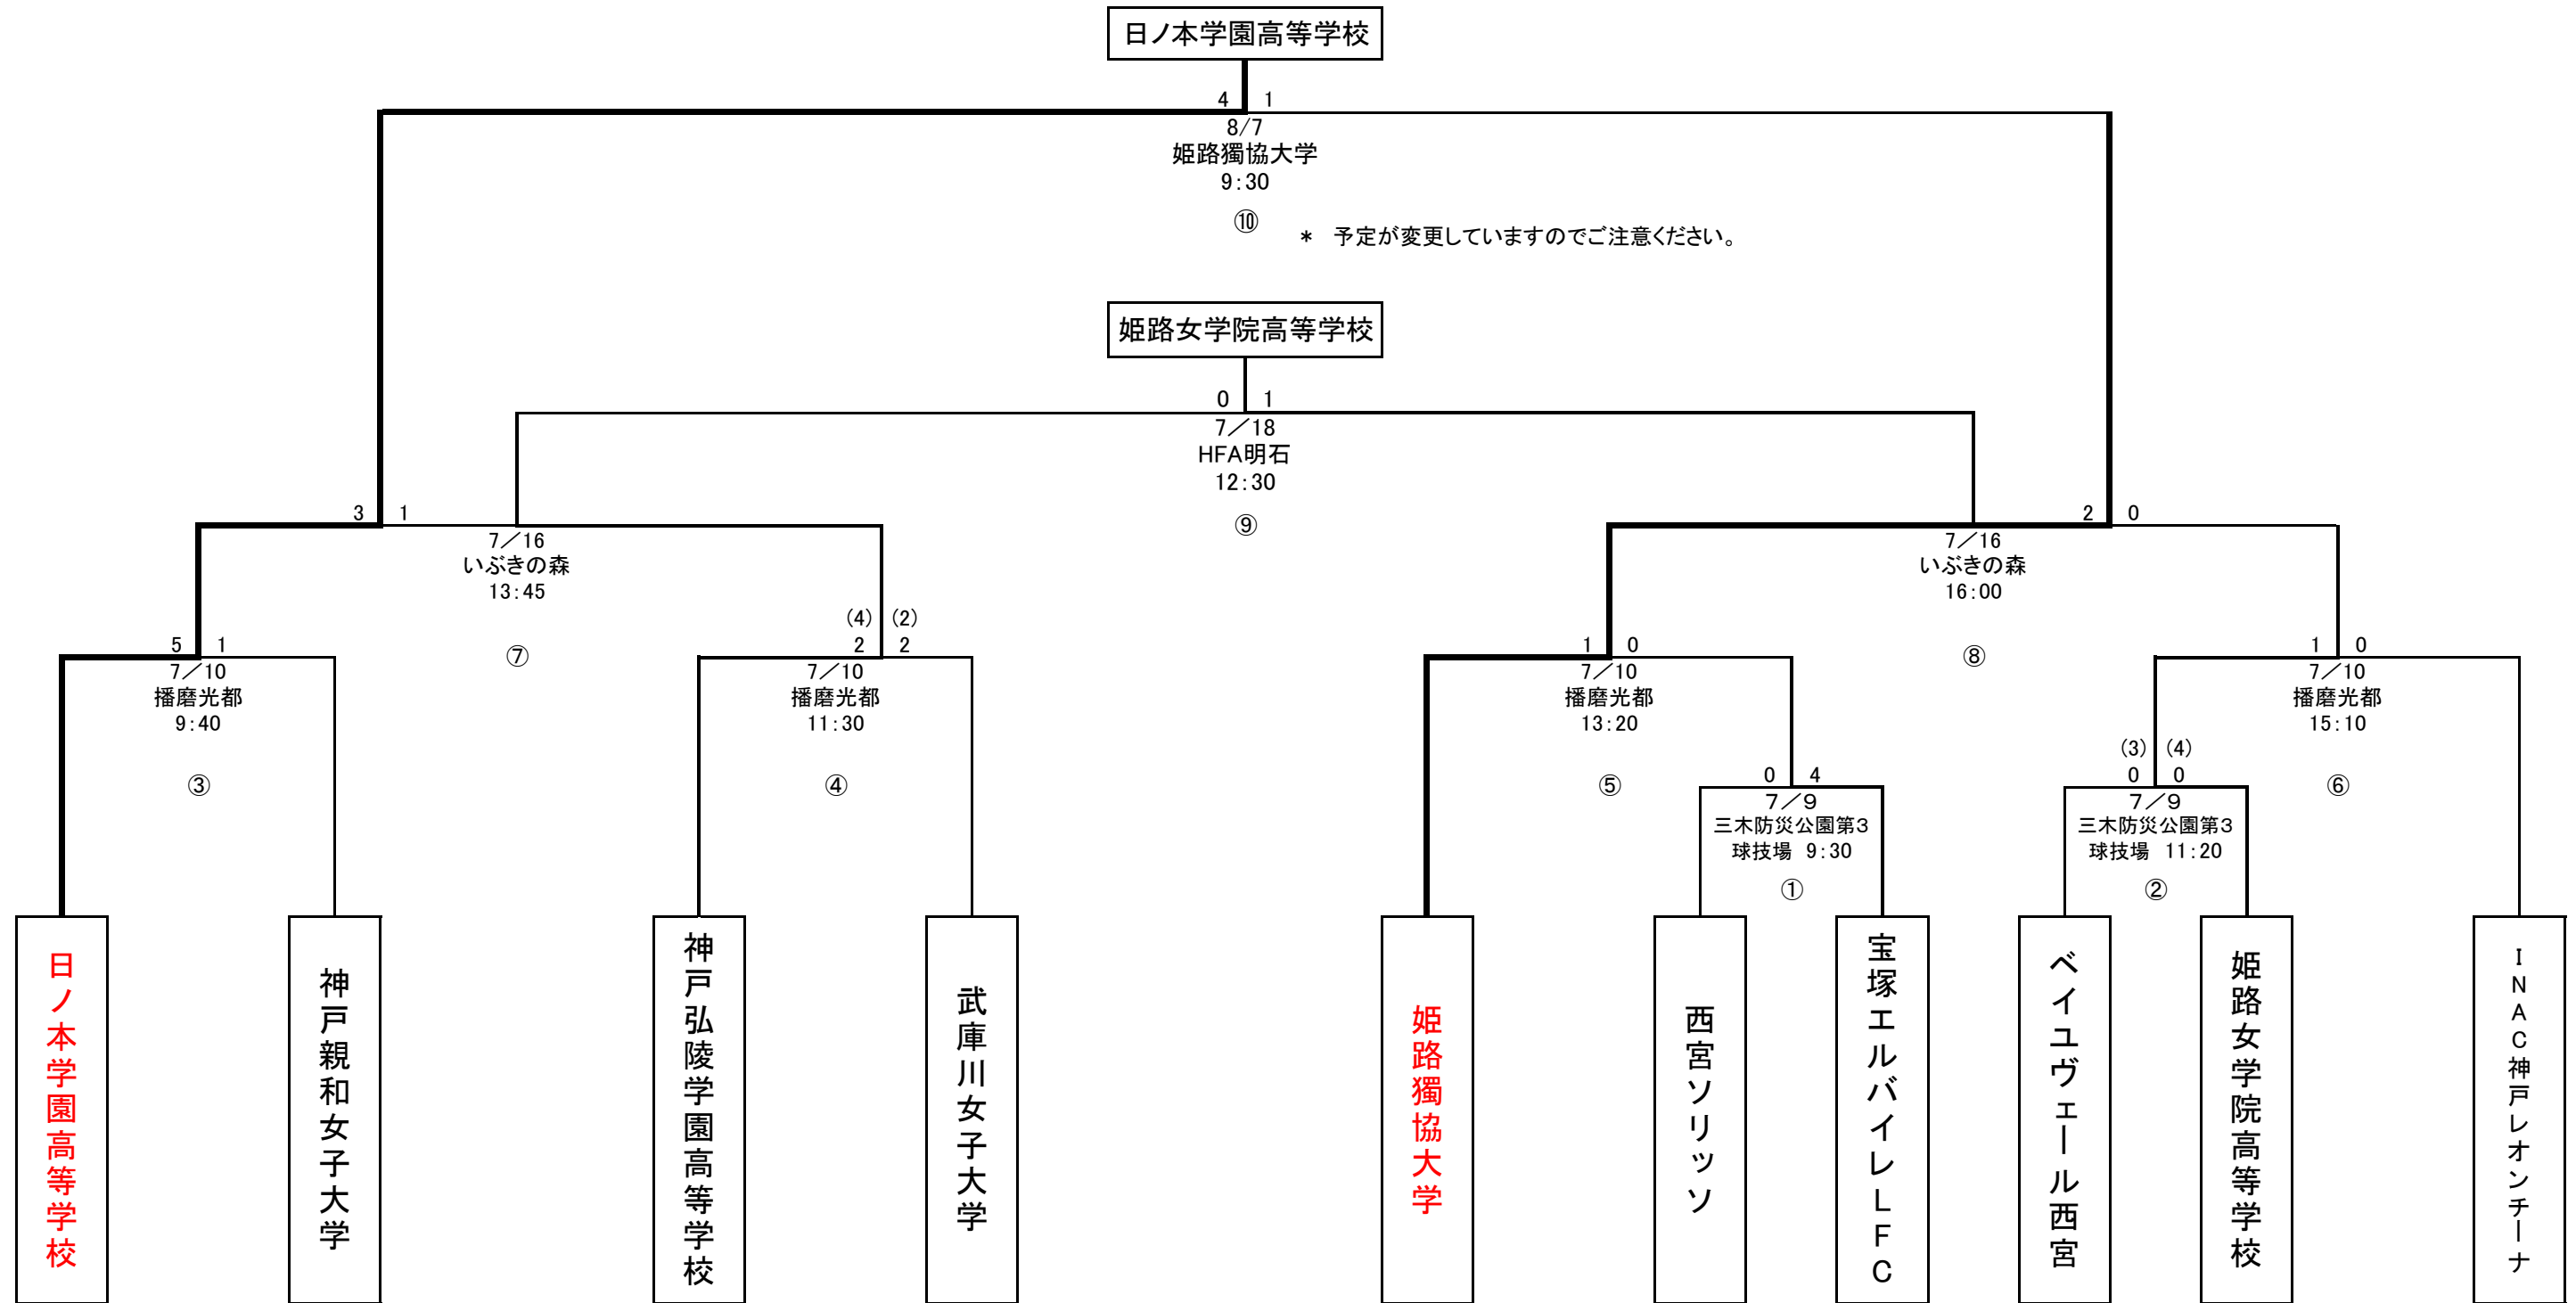 日ノ本学園高等学校
4 1
8/7
姫路獨協大学
9:30
⑩
* 予定が変更していますのでご注意ください。
姫路女学院高等学校
0 1
7/18
HFA明石
12:30
⑨
3 1
7/16
いぶきの森
13:45
⑦
2 0
7/16
いぶきの森
16:00
⑧
5 1
7/10
播磨光都
9:40
③
(4) (2)
2 2
7/10
播磨光都
11:30
④
1 0
7/10
播磨光都
13:20
⑤
1 0
7/10
播磨光都
15:10
⑥
0 4
7/9
三木防災公園第3
球技場 9:30
①
(3) (4)
0 0
7/9
三木防災公園第3
球技場 11:20
②
日ノ本学園高等学校
神戸親和女子大学
神戸弘陵学園高等学校
武庫川女子大学
姫路獨協大学
西宮ソリッソ
宝塚エルバイレLFC
ベイユヴェール西宮
姫路女学院高等学校
INAC神戸レオンチーナ